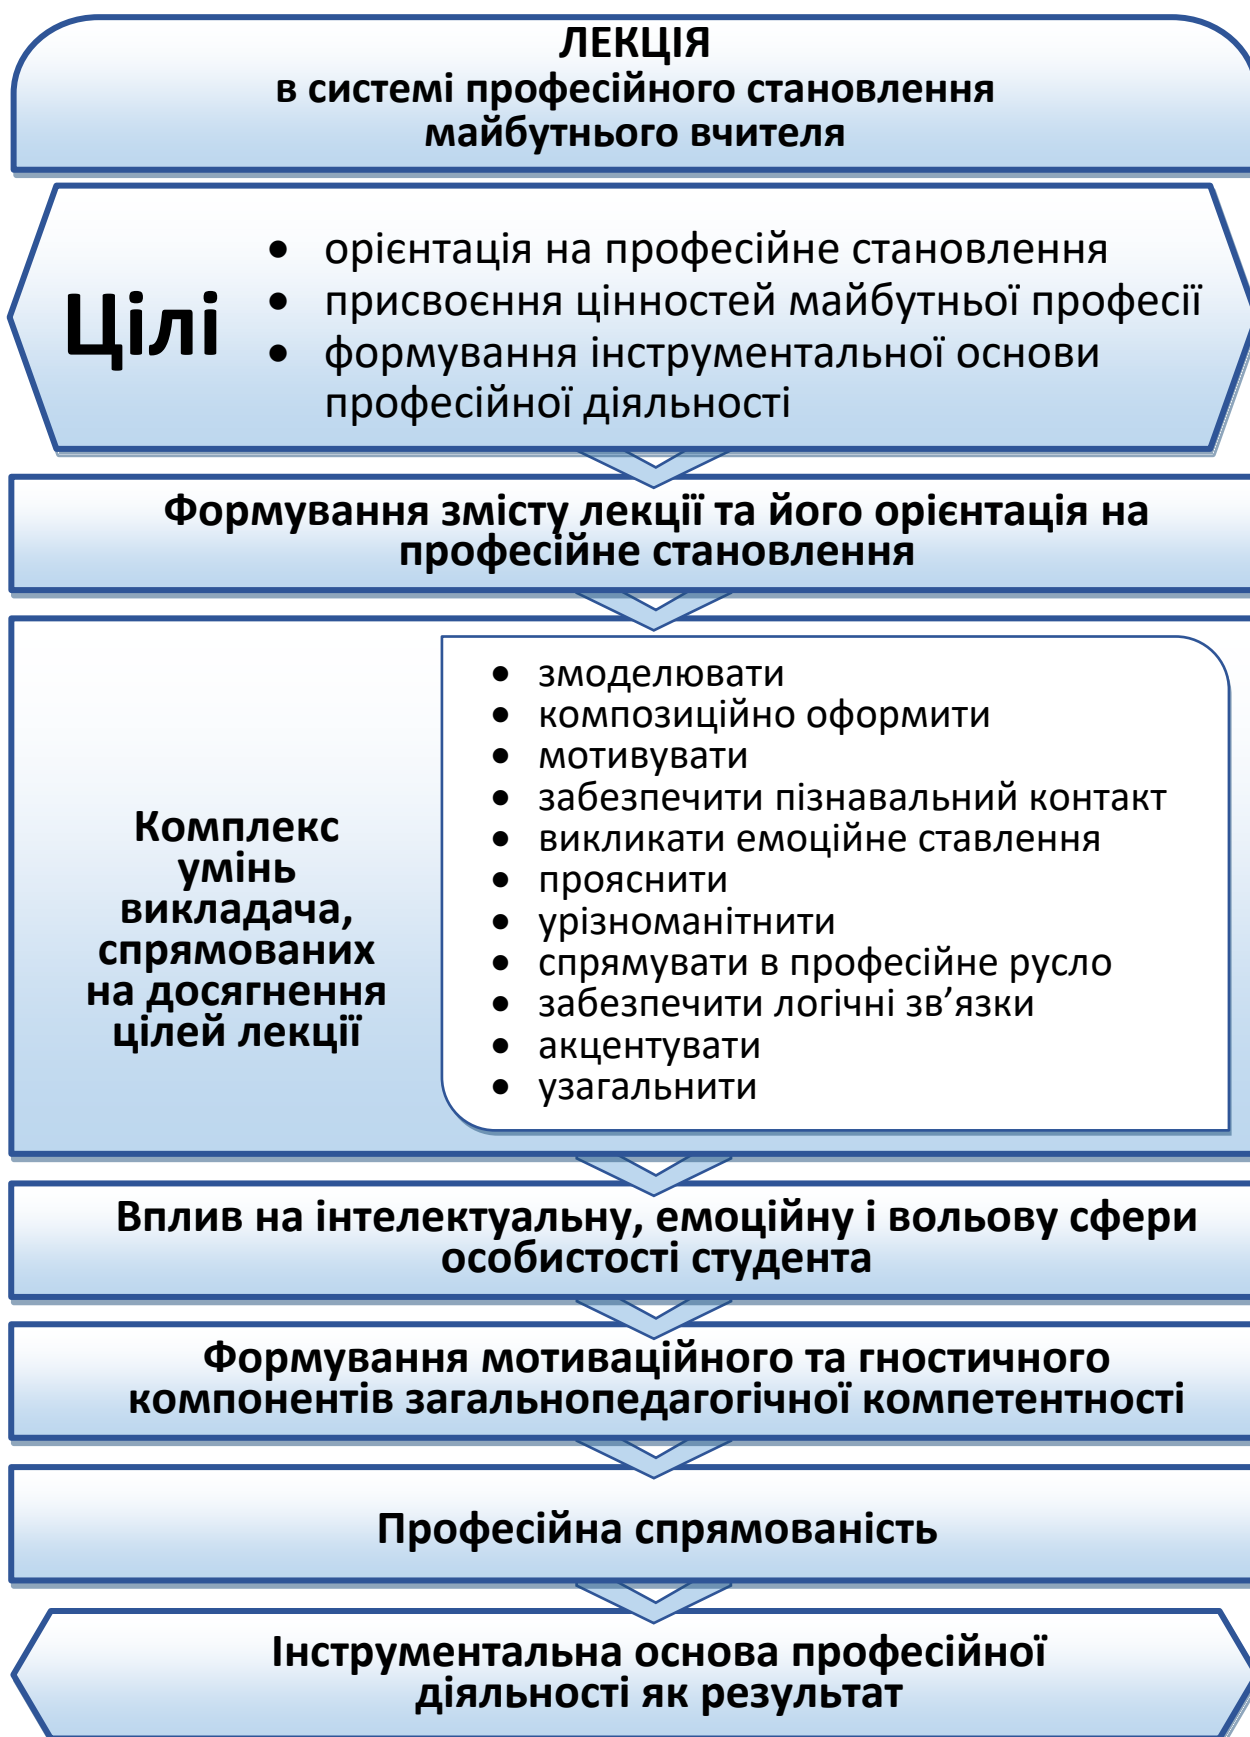 ЛЕКЦІЯ
в системі професійного становлення
майбутнього вчителя
Цілі
• орієнтація на професійне становлення
• присвоєння цінностей майбутньої професії
• формування інструментальної основи
професійної діяльності
Формування змісту лекції та його орієнтація на
професійне становлення
Комплекс
умінь
викладача,
спрямованих
на досягнення
цілей лекції
• змоделювати
• композиційно оформити
• мотивувати
• забезпечити пізнавальний контакт
• викликати емоційне ставлення
• прояснити
• урізноманітнити
• спрямувати в професійне русло
• забезпечити логічні зв’язки
• акцентувати
• узагальнити
Вплив на інтелектуальну, емоційну і вольову сфери
особистості студента
Формування мотиваційного та гностичного
компонентів загальнопедагогічної компетентності
Професійна спрямованість
Інструментальна основа професійної
діяльності як результат